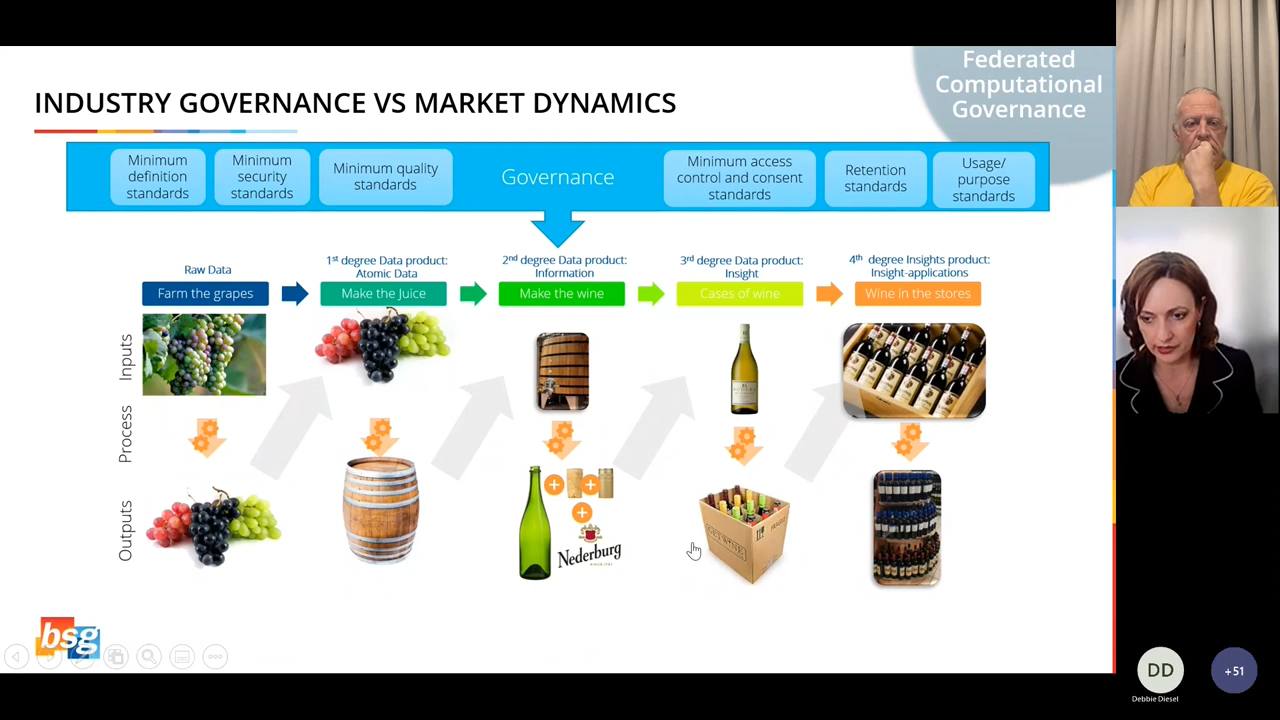 Federated
Computational
Governance
INDUSTRY GOVERNANCE VS MARKET DYNAMICS
Minimum
definition
standards
Minimum
security
standards
Minimum quality
standards
Governance
Minimum access
control and consent
standards
Retention
standards
Usage/
purpose
standards
Raw Data
1st degree Data product:
Atomic Data
2nd degree Data product:
Information
3rd degree Data product:
Insight
4th degree Insights product:
Insight-applications
Farm the grapes
Make the Juice
Make the wine
Cases of wine
Wine in the stores
Inputs
Process
Outputs
Nederburg
bsg
DD
Debbie Diesel
+51